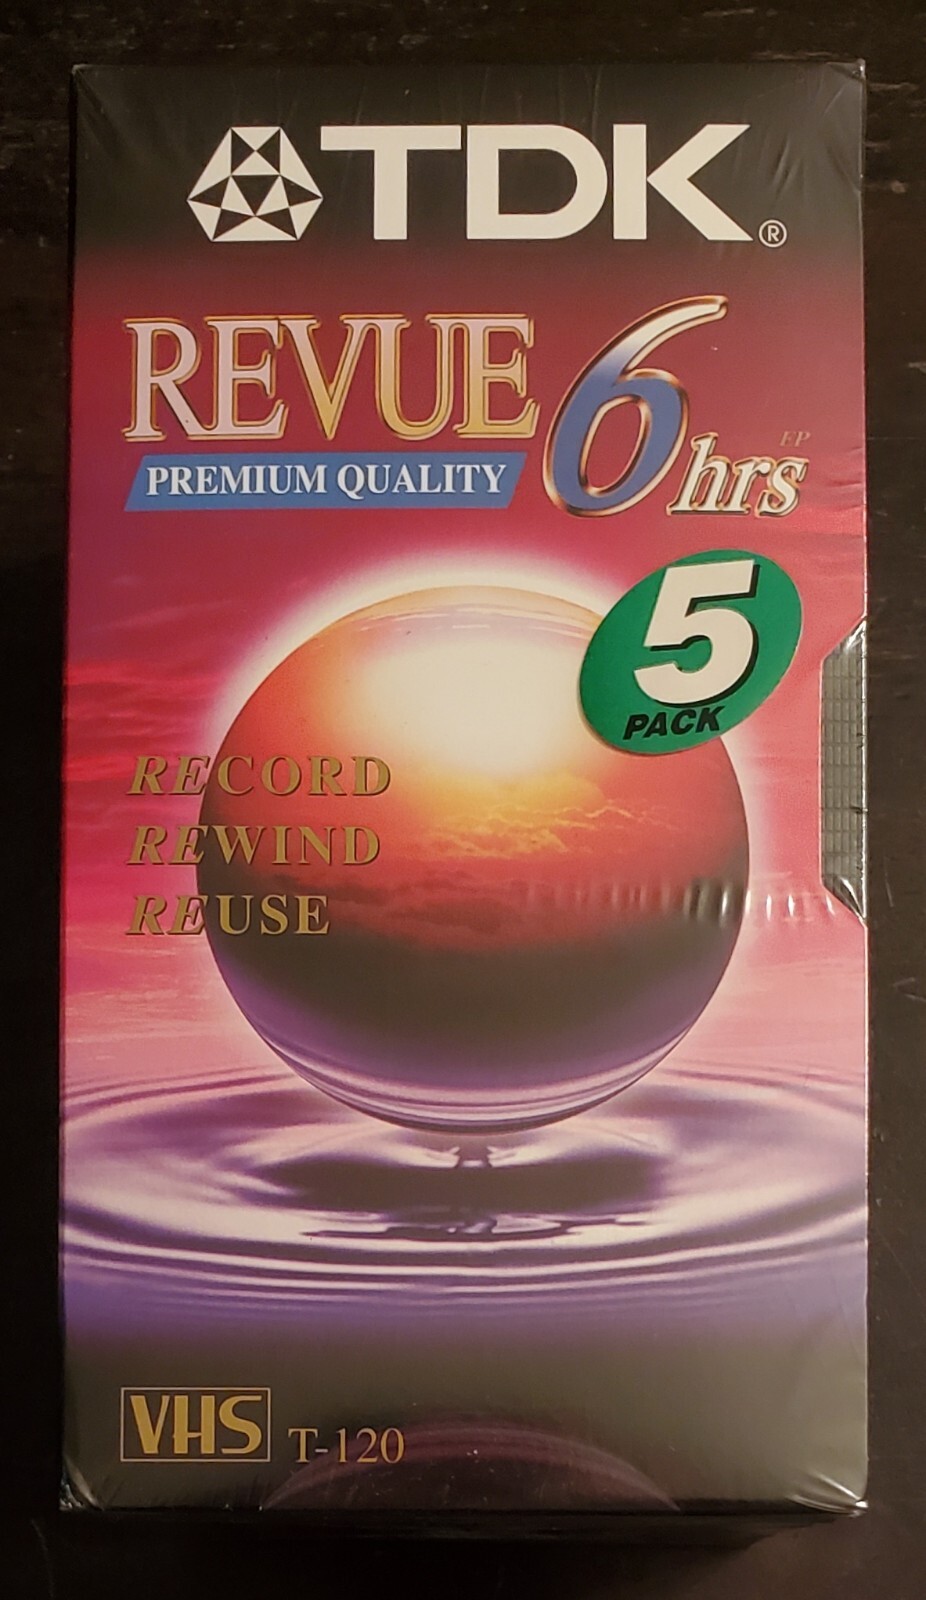 TDK®
REVUE 6 hrs EP
PREMIUM QUALITY
5
PACK
RECORD
REWIND
REUSE
VHS T-120